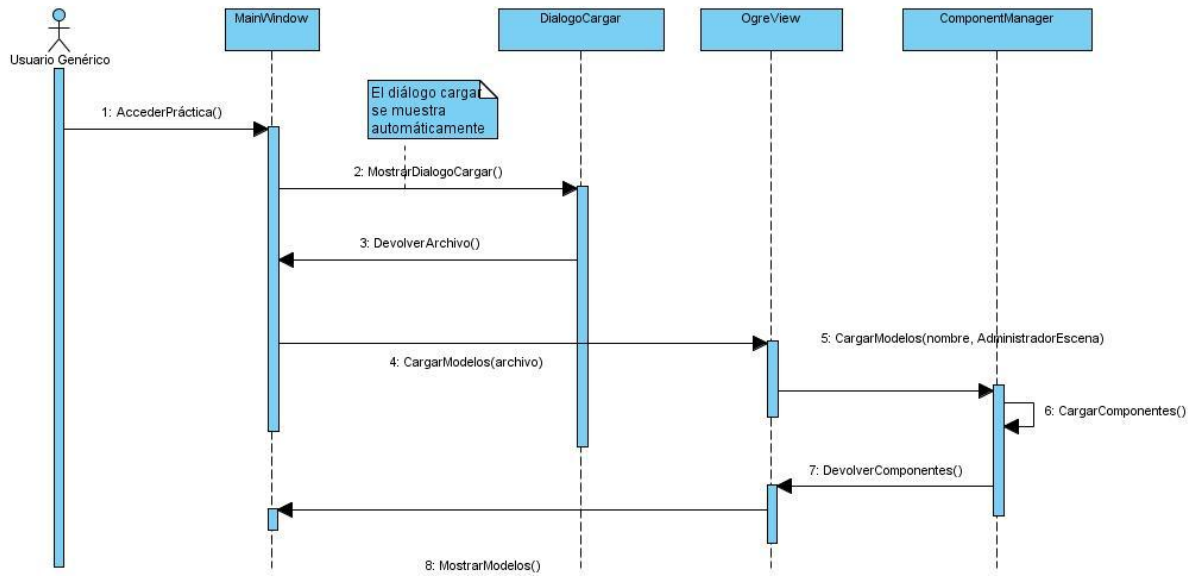 MainWindow
DialogoCargar
OgreView
ComponentManager
Usuario Genérico
El diálogo cargar
se muestra
automáticamente
1: AccederPráctica()
2: MostrarDialogoCargar()
3: DevolverArchivo()
4: CargarModelos(archivo)
5: CargarModelos(nombre, AdministradorEscena)
6: CargarComponentes()
7: DevolverComponentes()
8: MostrarModelos()